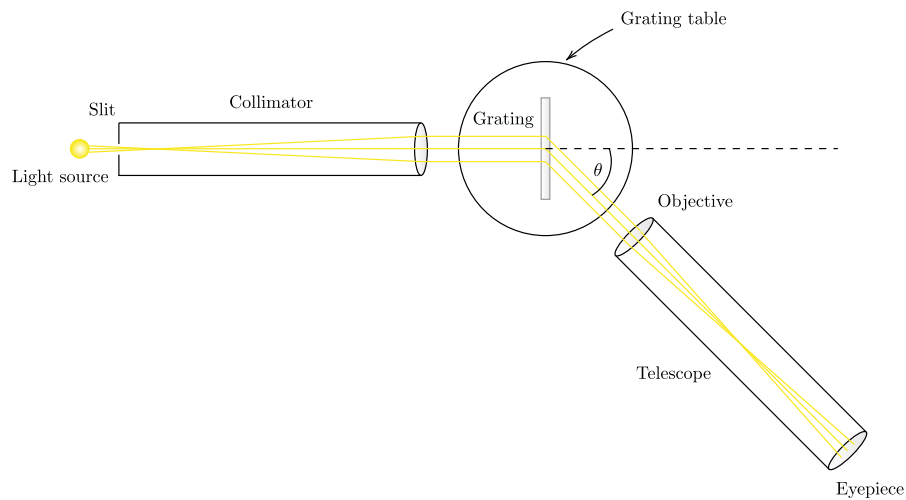 Grating table
Slit
Collimator
Grating
Light source
θ
Objective
Telescope
Eyepiece